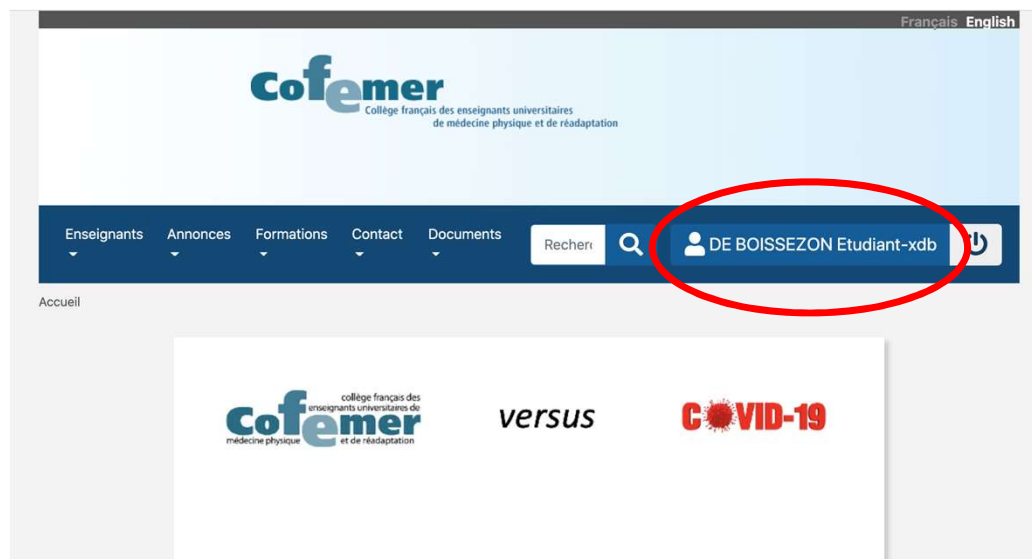 Français English
Cofemer
Collège français des enseignants universitaires
de médecine physique et de réadaptation
Enseignants Annonces Formations Contact Documents
Recherc
DE BOISSEZON Etudiant-xdb
Accueil
collège français des
enseignants universitaires de
Cofemer
médecine physique et de réadaptation
versus
COVID-19